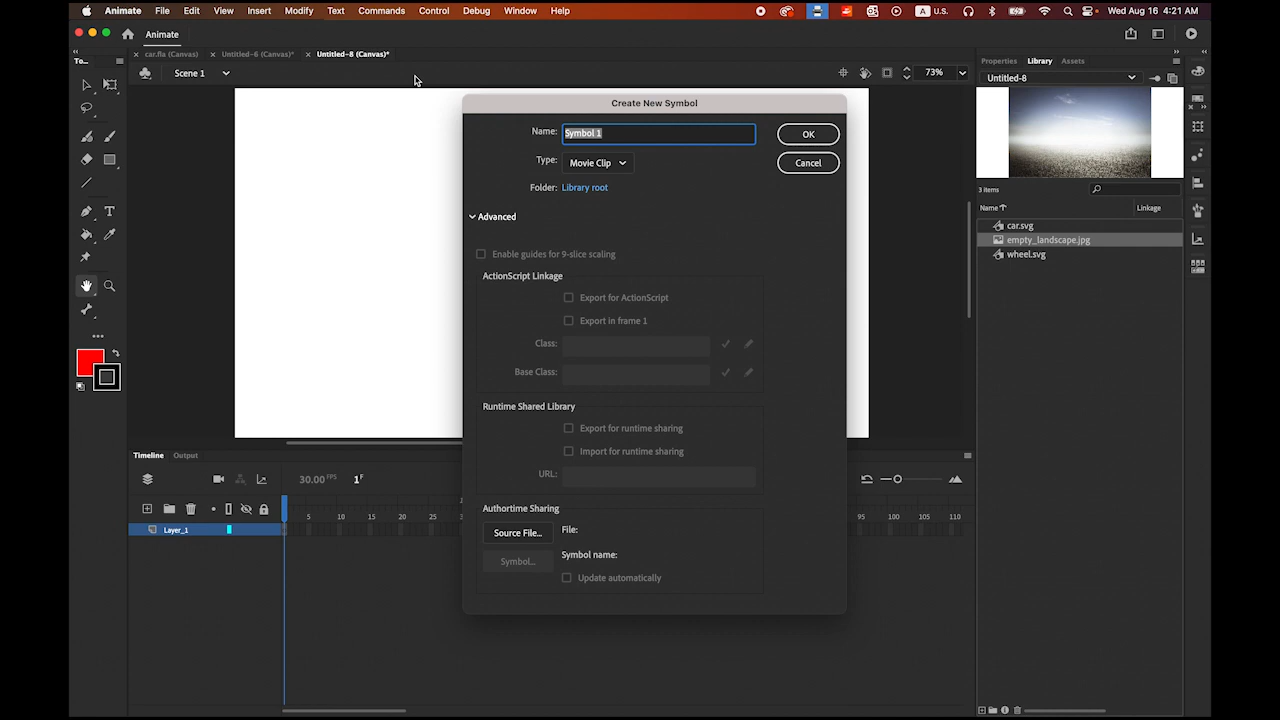 Animate File Edit View Insert Modify Text Commands Control Debug Window Help U.S. Wed Aug 16 4:21 AM
Animate
car.fla (Canvas) Untitled-6 (Canvas)* Untitled-8 (Canvas)*
To...
Scene 1
73%
Properties Library Assets
Untitled-8
3 items
Name Linkage
car.svg
empty_landscape.jpg
wheel.svg
Create New Symbol
Name: Symbol 1 OK
Type: Movie Clip Cancel
Folder: Library root
Advanced
Enable guides for 9-slice scaling
ActionScript Linkage
Export for ActionScript
Export in frame 1
Class:
Base Class:
Runtime Shared Library
Export for runtime sharing
Import for runtime sharing
URL:
Authortime Sharing
Source File... File:
Symbol... Symbol name:
Update automatically
Timeline Output
30.00 FPS 1 F
5 10 15 20 25 95 100 105 110
Layer_1